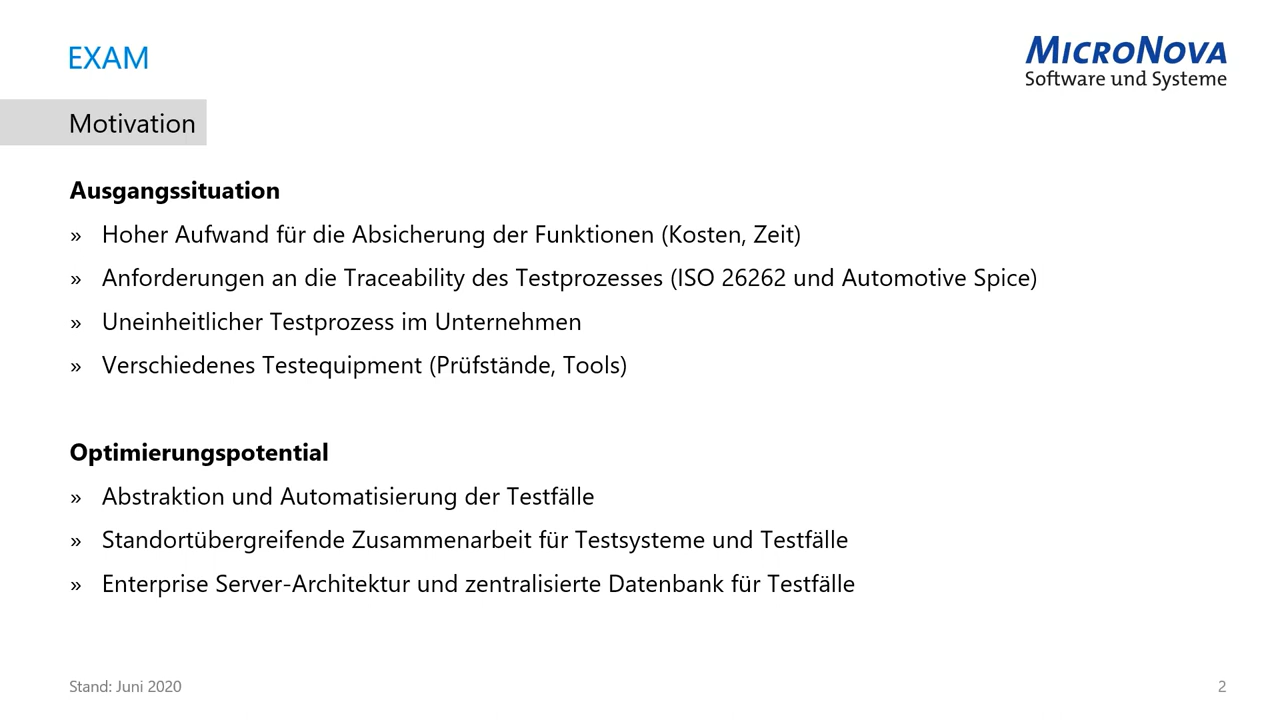 EXAM
MICRONOVA
Software und Systeme
Motivation
Ausgangssituation
» Hoher Aufwand für die Absicherung der Funktionen (Kosten, Zeit)
» Anforderungen an die Traceability des Testprozesses (ISO 26262 und Automotive Spice)
» Uneinheitlicher Testprozess im Unternehmen
» Verschiedenes Testequipment (Prüfstände, Tools)
Optimierungspotential
» Abstraktion und Automatisierung der Testfälle
» Standortübergreifende Zusammenarbeit für Testsysteme und Testfälle
» Enterprise Server-Architektur und zentralisierte Datenbank für Testfälle
Stand: Juni 2020
2